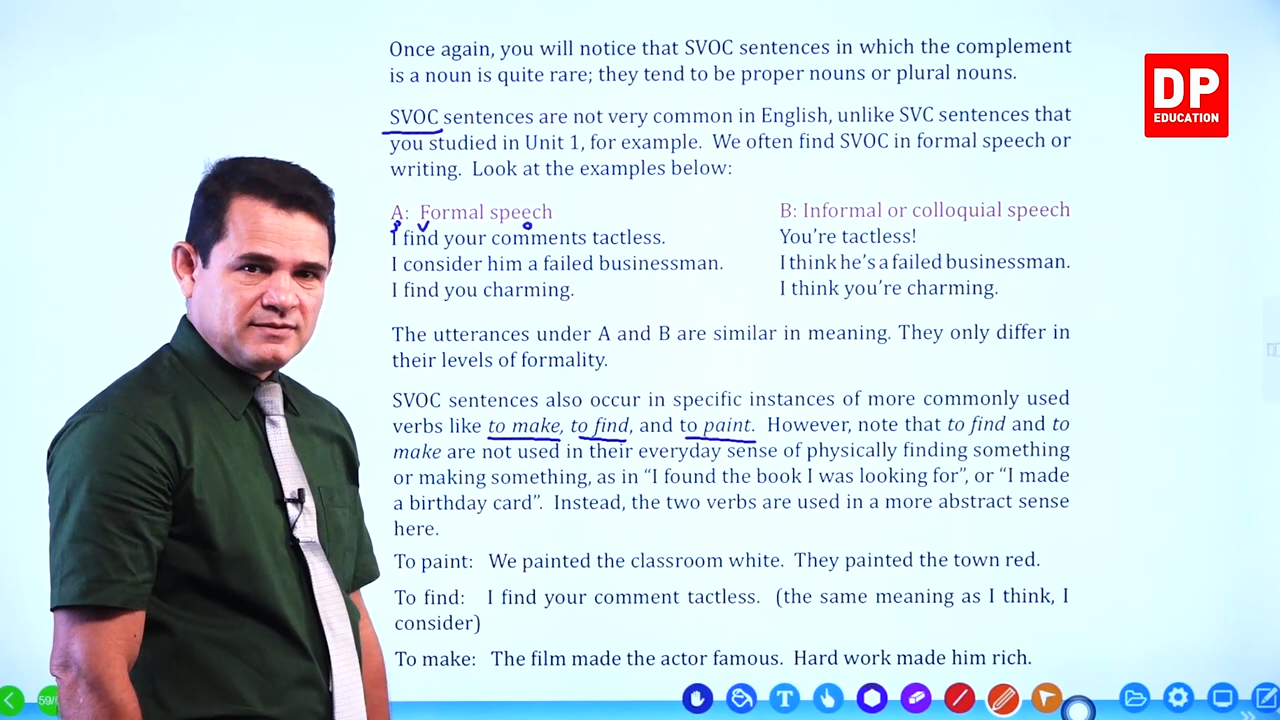 Once again, you will notice that SVOC sentences in which the complement
is a noun is quite rare; they tend to be proper nouns or plural nouns.
DP
EDUCATION
SVOC sentences are not very common in English, unlike SVC sentences that
you studied in Unit 1, for example. We often find SVOC in formal speech or
writing. Look at the examples below:
A: Formal speech
B: Informal or colloquial speech
S V O
I find your comments tactless.
You're tactless!
I consider him a failed businessman.
I think he's a failed businessman.
I find you charming.
I think you're charming.
The utterances under A and B are similar in meaning. They only differ in
their levels of formality.
SVOC sentences also occur in specific instances of more commonly used
verbs like to make, to find, and to paint. However, note that to find and to
make are not used in their everyday sense of physically finding something
or making something, as in “I found the book I was looking for”, or “I made
a birthday card”. Instead, the two verbs are used in a more abstract sense
here.
To paint: We painted the classroom white. They painted the town red.
To find: I find your comment tactless. (the same meaning as I think, I
consider)
To make: The film made the actor famous. Hard work made him rich.
T